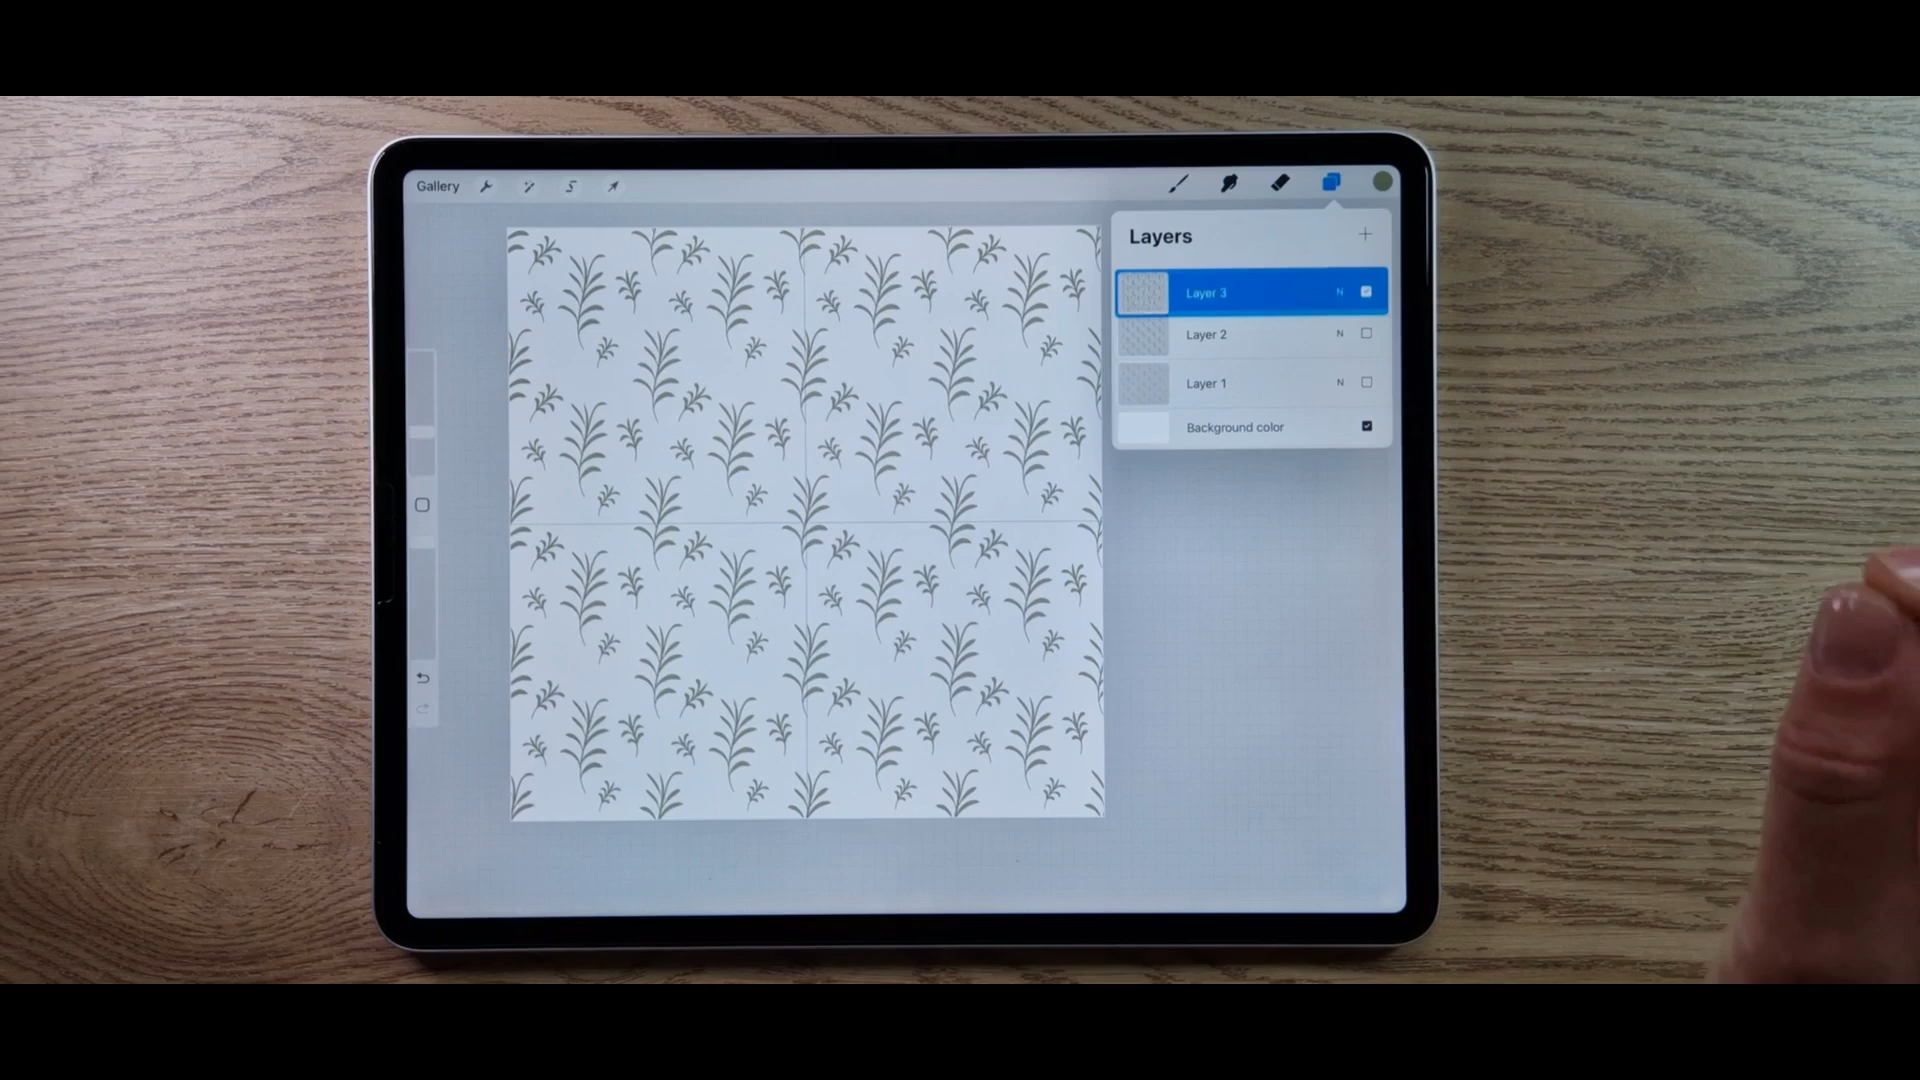 Gallery
Layers
Layer 3 N
Layer 2 N
Layer 1 N
Background color